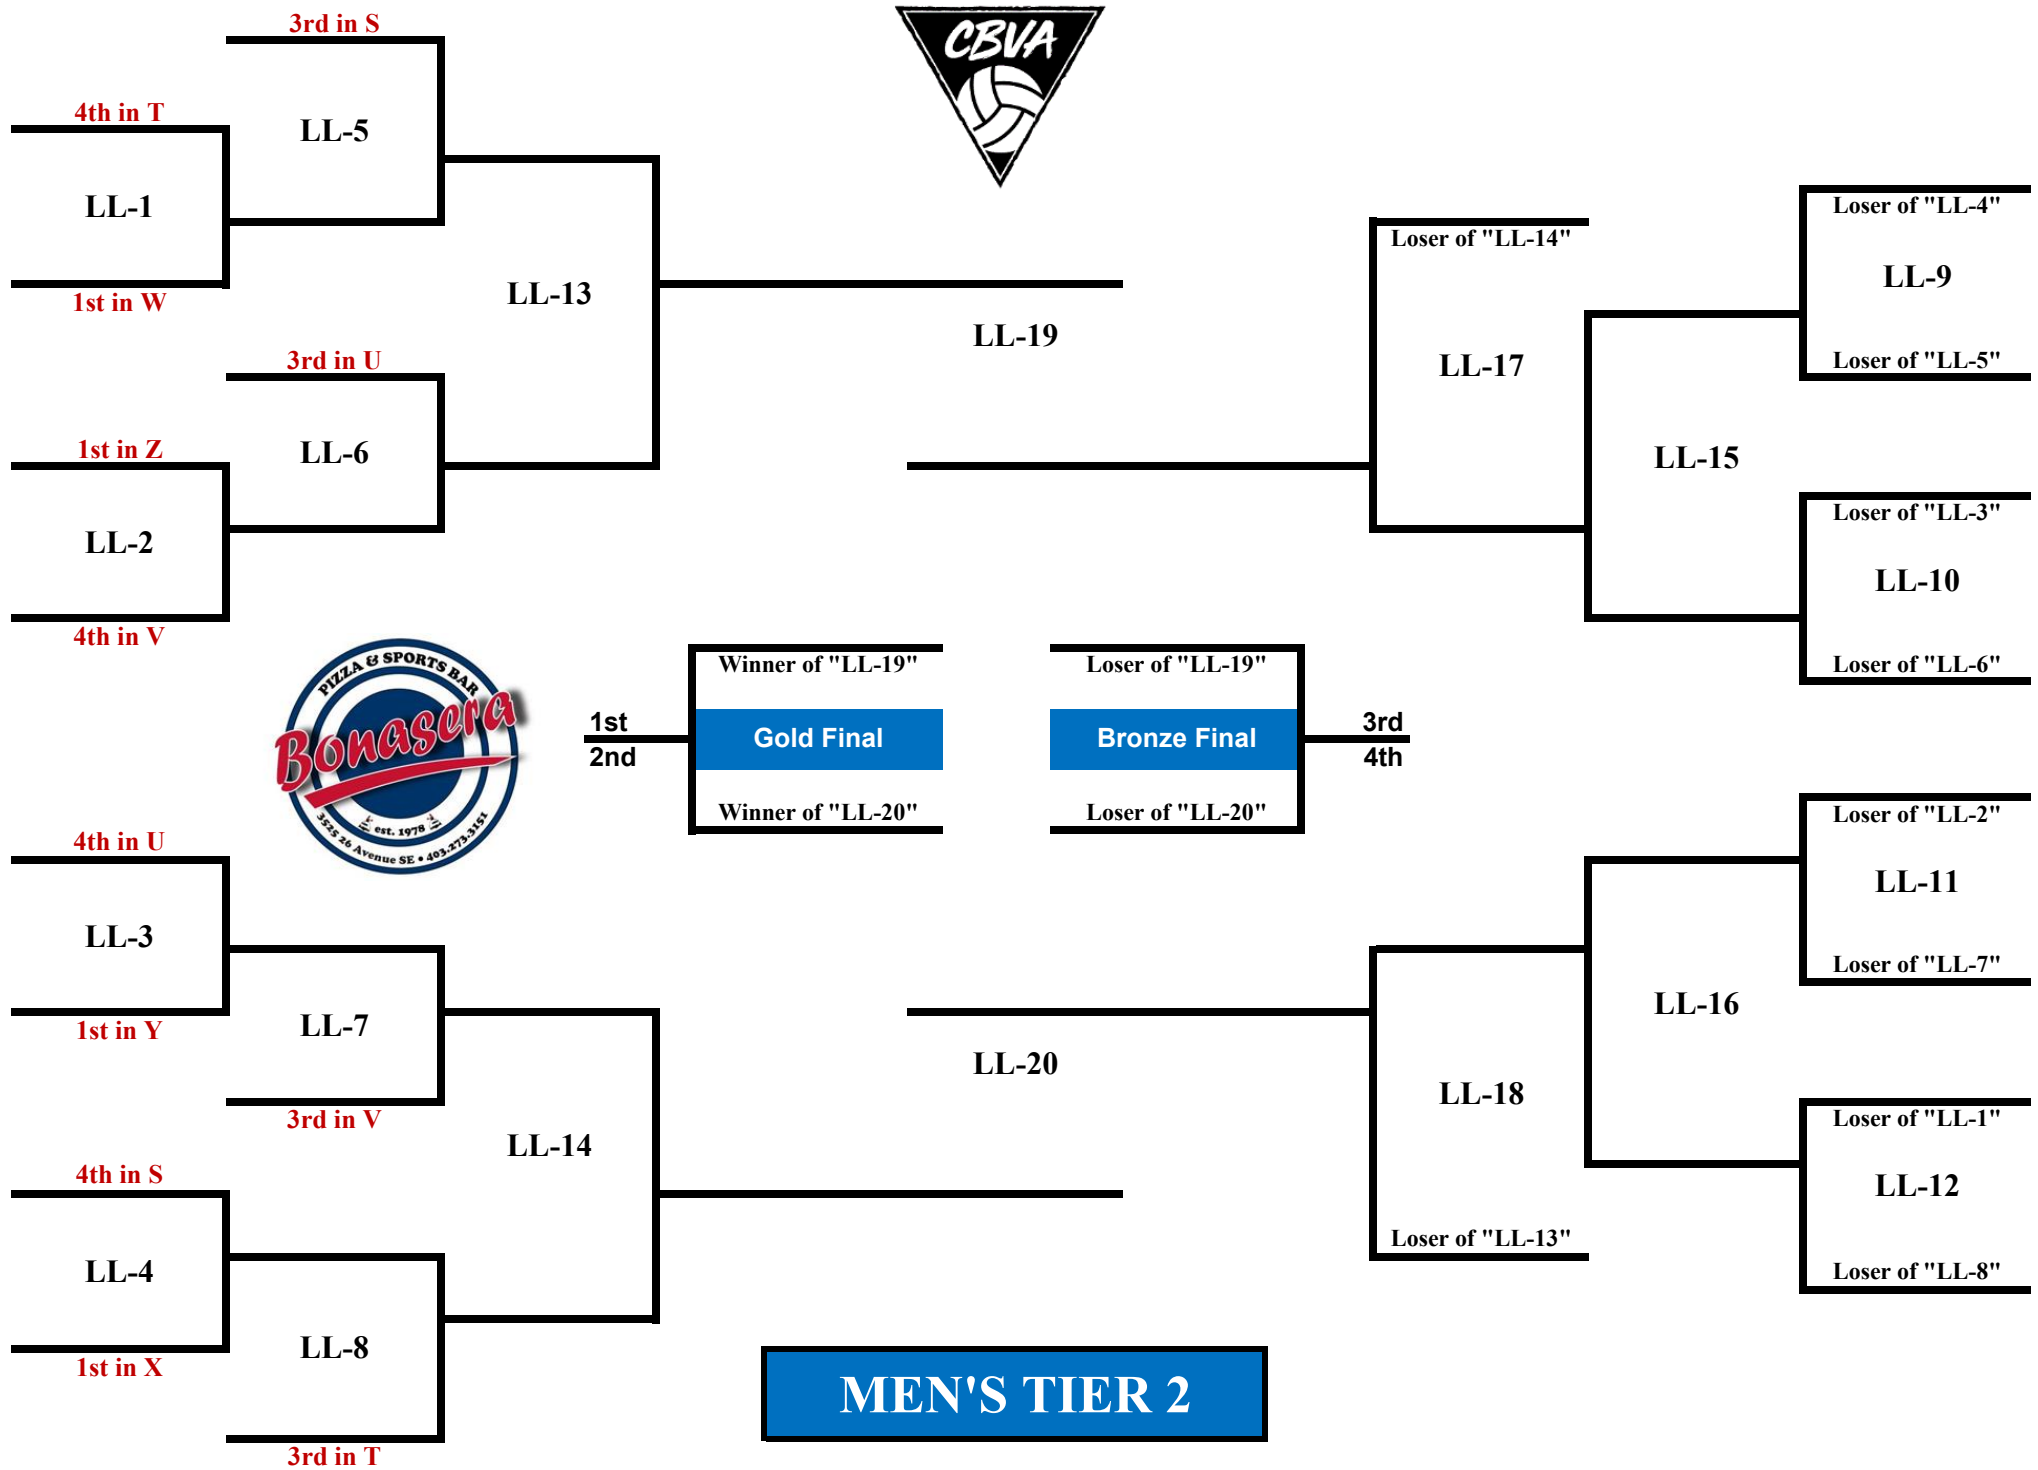 3rd in S
CBVA
4th in T
LL-5
LL-1
1st in W
LL-13
3rd in U
1st in Z
LL-6
LL-2
4th in V
LL-19
Loser of "LL-14"
LL-17
Loser of "LL-4"
LL-9
Loser of "LL-5"
LL-15
Loser of "LL-3"
LL-10
Loser of "LL-6"
PIZZA & SPORTS BAR
Bonasera
est. 1978
3525 26 Avenue SE • 403.273.3151
Winner of "LL-19"
1st
Gold Final
2nd
Winner of "LL-20"
Loser of "LL-19"
Bronze Final
3rd
4th
Loser of "LL-20"
4th in U
LL-3
1st in Y
LL-7
3rd in V
LL-14
4th in S
LL-4
1st in X
LL-8
3rd in T
LL-20
LL-18
Loser of "LL-13"
Loser of "LL-2"
LL-11
Loser of "LL-7"
LL-16
Loser of "LL-1"
LL-12
Loser of "LL-8"
MEN'S TIER 2